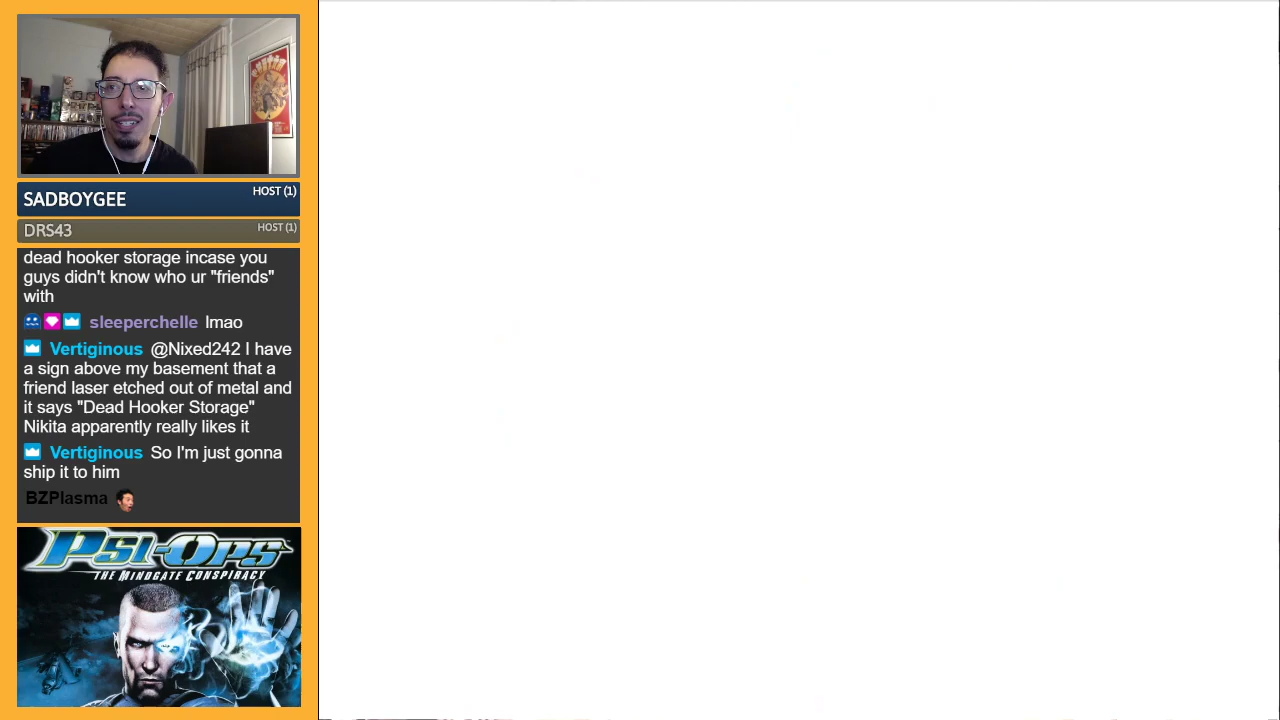 SADBOYGEE
HOST (1)
DRS43
HOST (1)
dead hooker storage incase you
guys didn't know who ur "friends"
with
sleeperchelle lmao
Vertiginous @Nixed242 I have
a sign above my basement that a
friend laser etched out of metal and
it says "Dead Hooker Storage"
Nikita apparently really likes it
Vertiginous So I'm just gonna
ship it to him
BZPlasma
PSI-OPS
THE MINDGATE CONSPIRACY